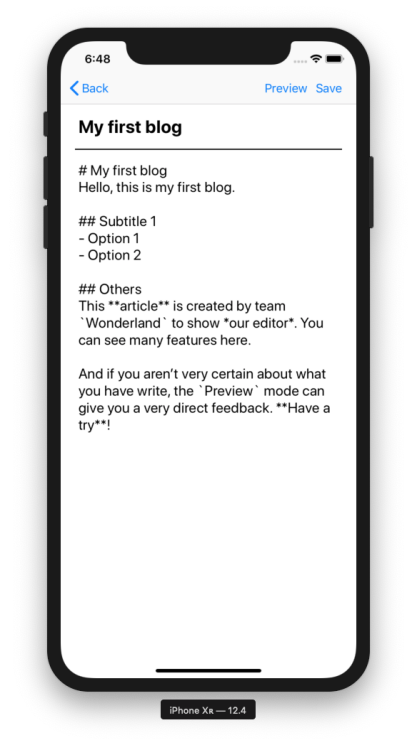 6:48
Back Preview Save
My first blog
# My first blog
Hello, this is my first blog.
## Subtitle 1
- Option 1
- Option 2
## Others
This **article** is created by team
`Wonderland` to show *our editor*. You
can see many features here.
And if you aren’t very certain about what
you have write, the `Preview` mode can
give you a very direct feedback. **Have a
try**!
iPhone Xʀ — 12.4